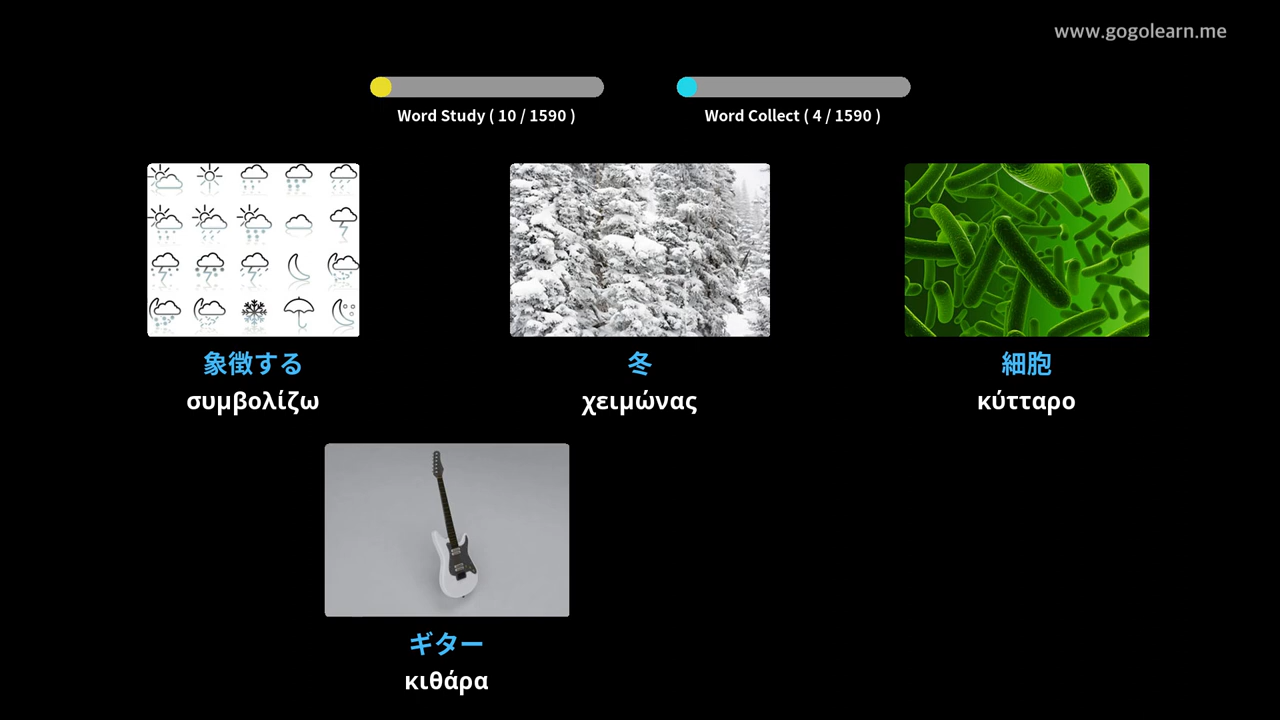 www.gogolearn.me
Word Study ( 10 / 1590 )
Word Collect ( 4 / 1590 )
象徴する
冬
細胞
συμβολίζω
χειμώνας
κύτταρο
ギター
κιθάρα